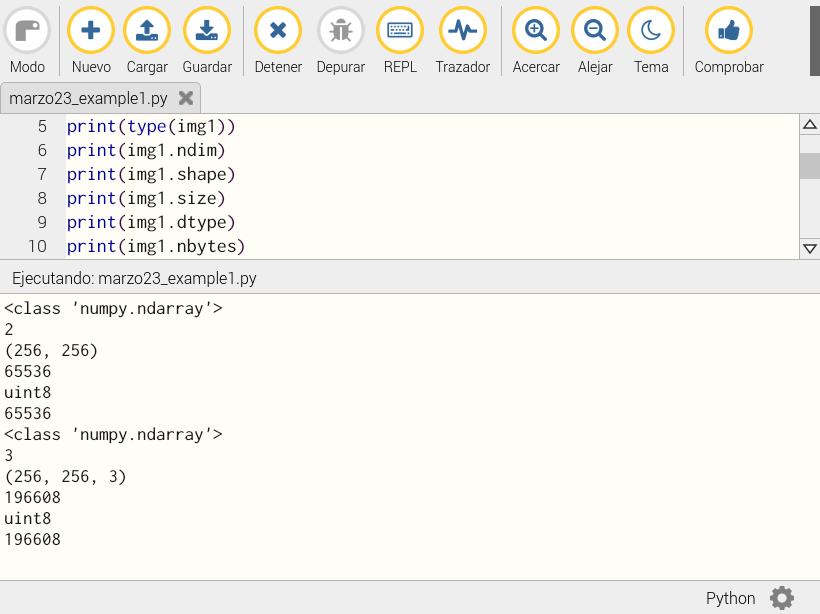 Modo Nuevo Cargar Guardar Detener Depurar REPL Trazador Acercar Alejar Tema Comprobar
marzo23_example1.py
5 print(type(img1))
6 print(img1.ndim)
7 print(img1.shape)
8 print(img1.size)
9 print(img1.dtype)
10 print(img1.nbytes)
Ejecutando: marzo23_example1.py
<class 'numpy.ndarray'>
2
(256, 256)
65536
uint8
65536
<class 'numpy.ndarray'>
3
(256, 256, 3)
196608
uint8
196608
Python